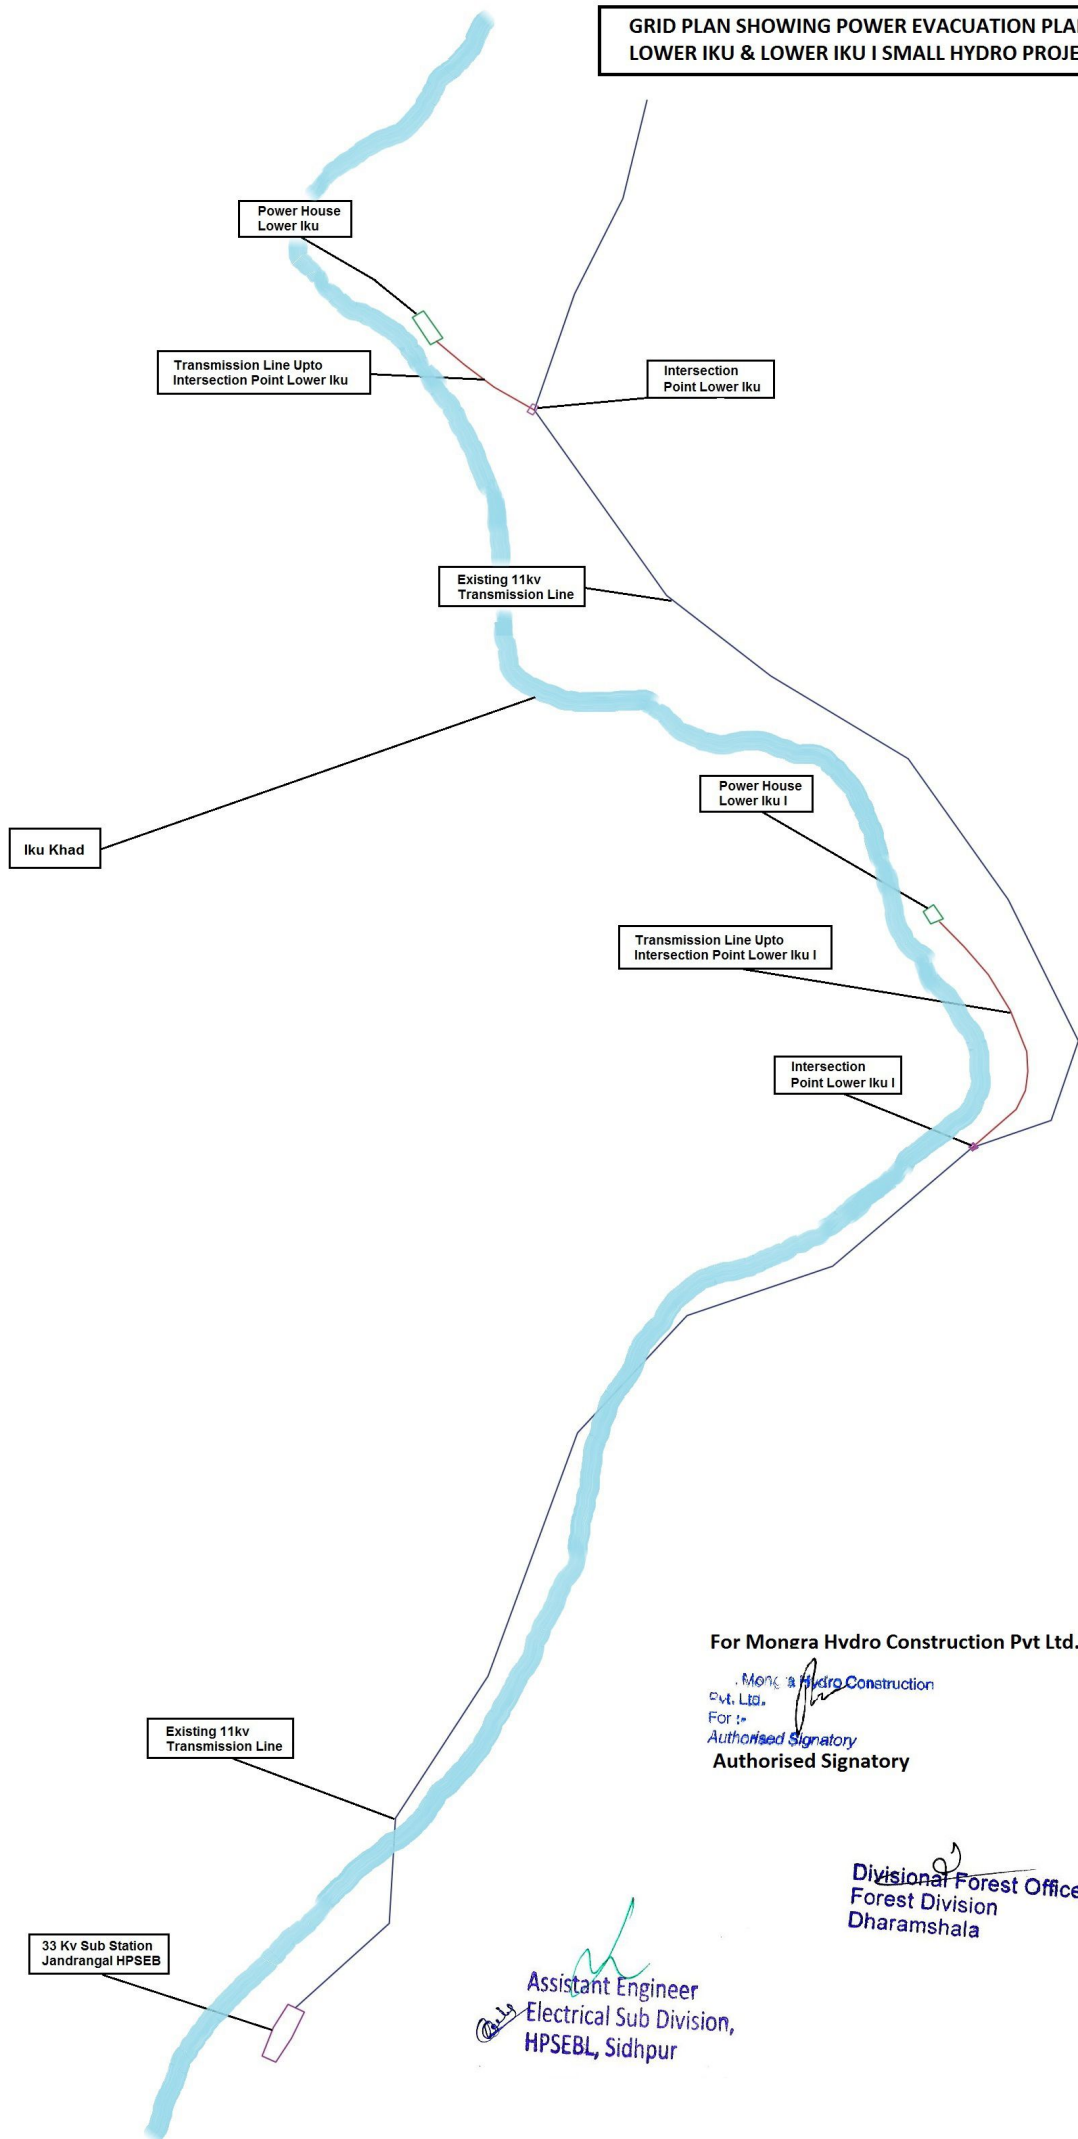 GRID PLAN SHOWING POWER EVACUATION PLA
LOWER IKU & LOWER IKU I SMALL HYDRO PROJE
Power House
Lower Iku
Transmission Line Upto
Intersection Point Lower Iku
Intersection
Point Lower Iku
Existing 11kv
Transmission Line
Power House
Lower Iku I
Iku Khad
Transmission Line Upto
Intersection Point Lower Iku I
Intersection
Point Lower Iku I
For Mongra Hydro Construction Pvt Ltd.
Hydro Construction
Pvt. Ltd.
For :-
Authorised Signatory
Authorised Signatory
Existing 11kv
Transmission Line
Divisional Forest Office
Forest Division
Dharamshala
33 Kv Sub Station
Jandrangal HPSEB
Assistant Engineer
Electrical Sub Division,
HPSEBL, Sidhpur